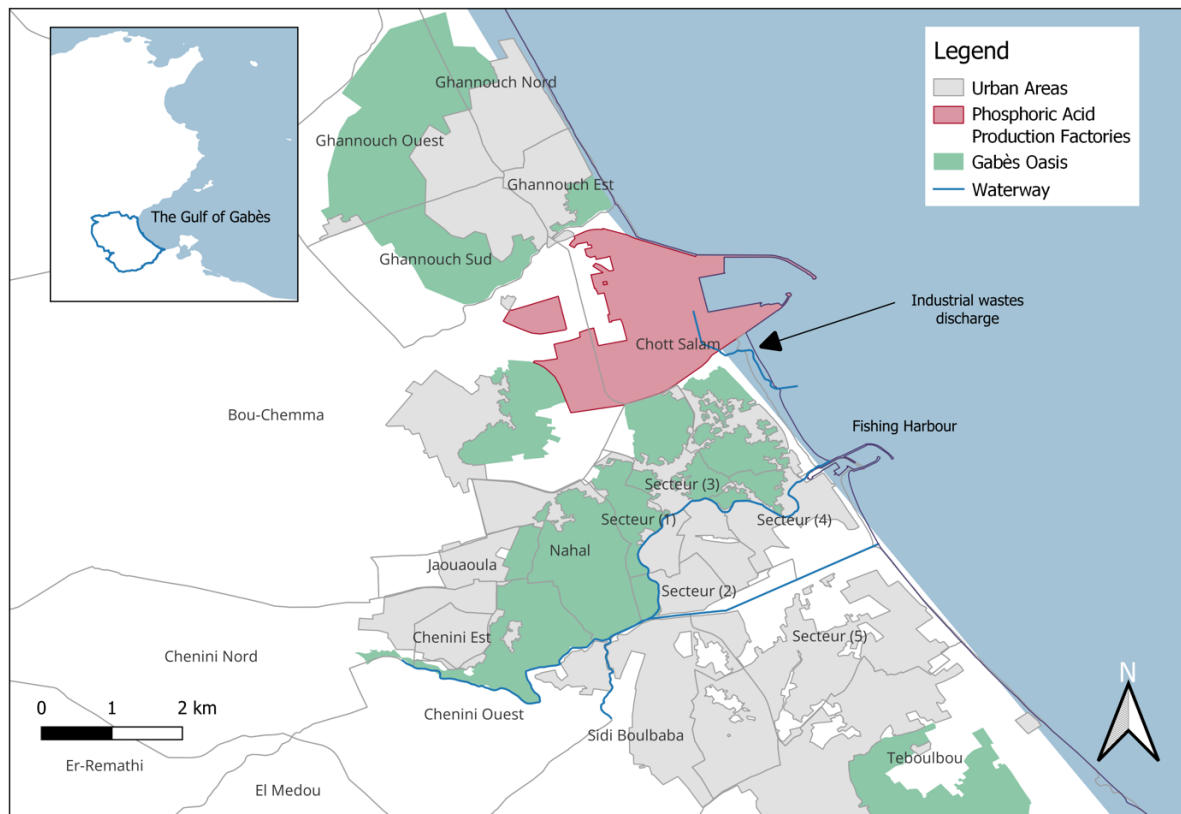 The Gulf of Gabès
Legend
Urban Areas
Phosphoric Acid
Production Factories
Gabès Oasis
Waterway
Ghannouch Nord
Ghannouch Ouest
Ghannouch Est
Ghannouch Sud
Industrial wastes
discharge
Chott Salam
Bou-Chemma
Fishing Harbour
Secteur (3)
Secteur (1)
Secteur (4)
Nahal
Jaouaoula
Secteur (2)
Chenini Est
Secteur (5)
Chenini Nord
N
0 1 2 km
Chenini Ouest
Sidi Boulbaba
Er-Remathi
Teboulbou
El Medou